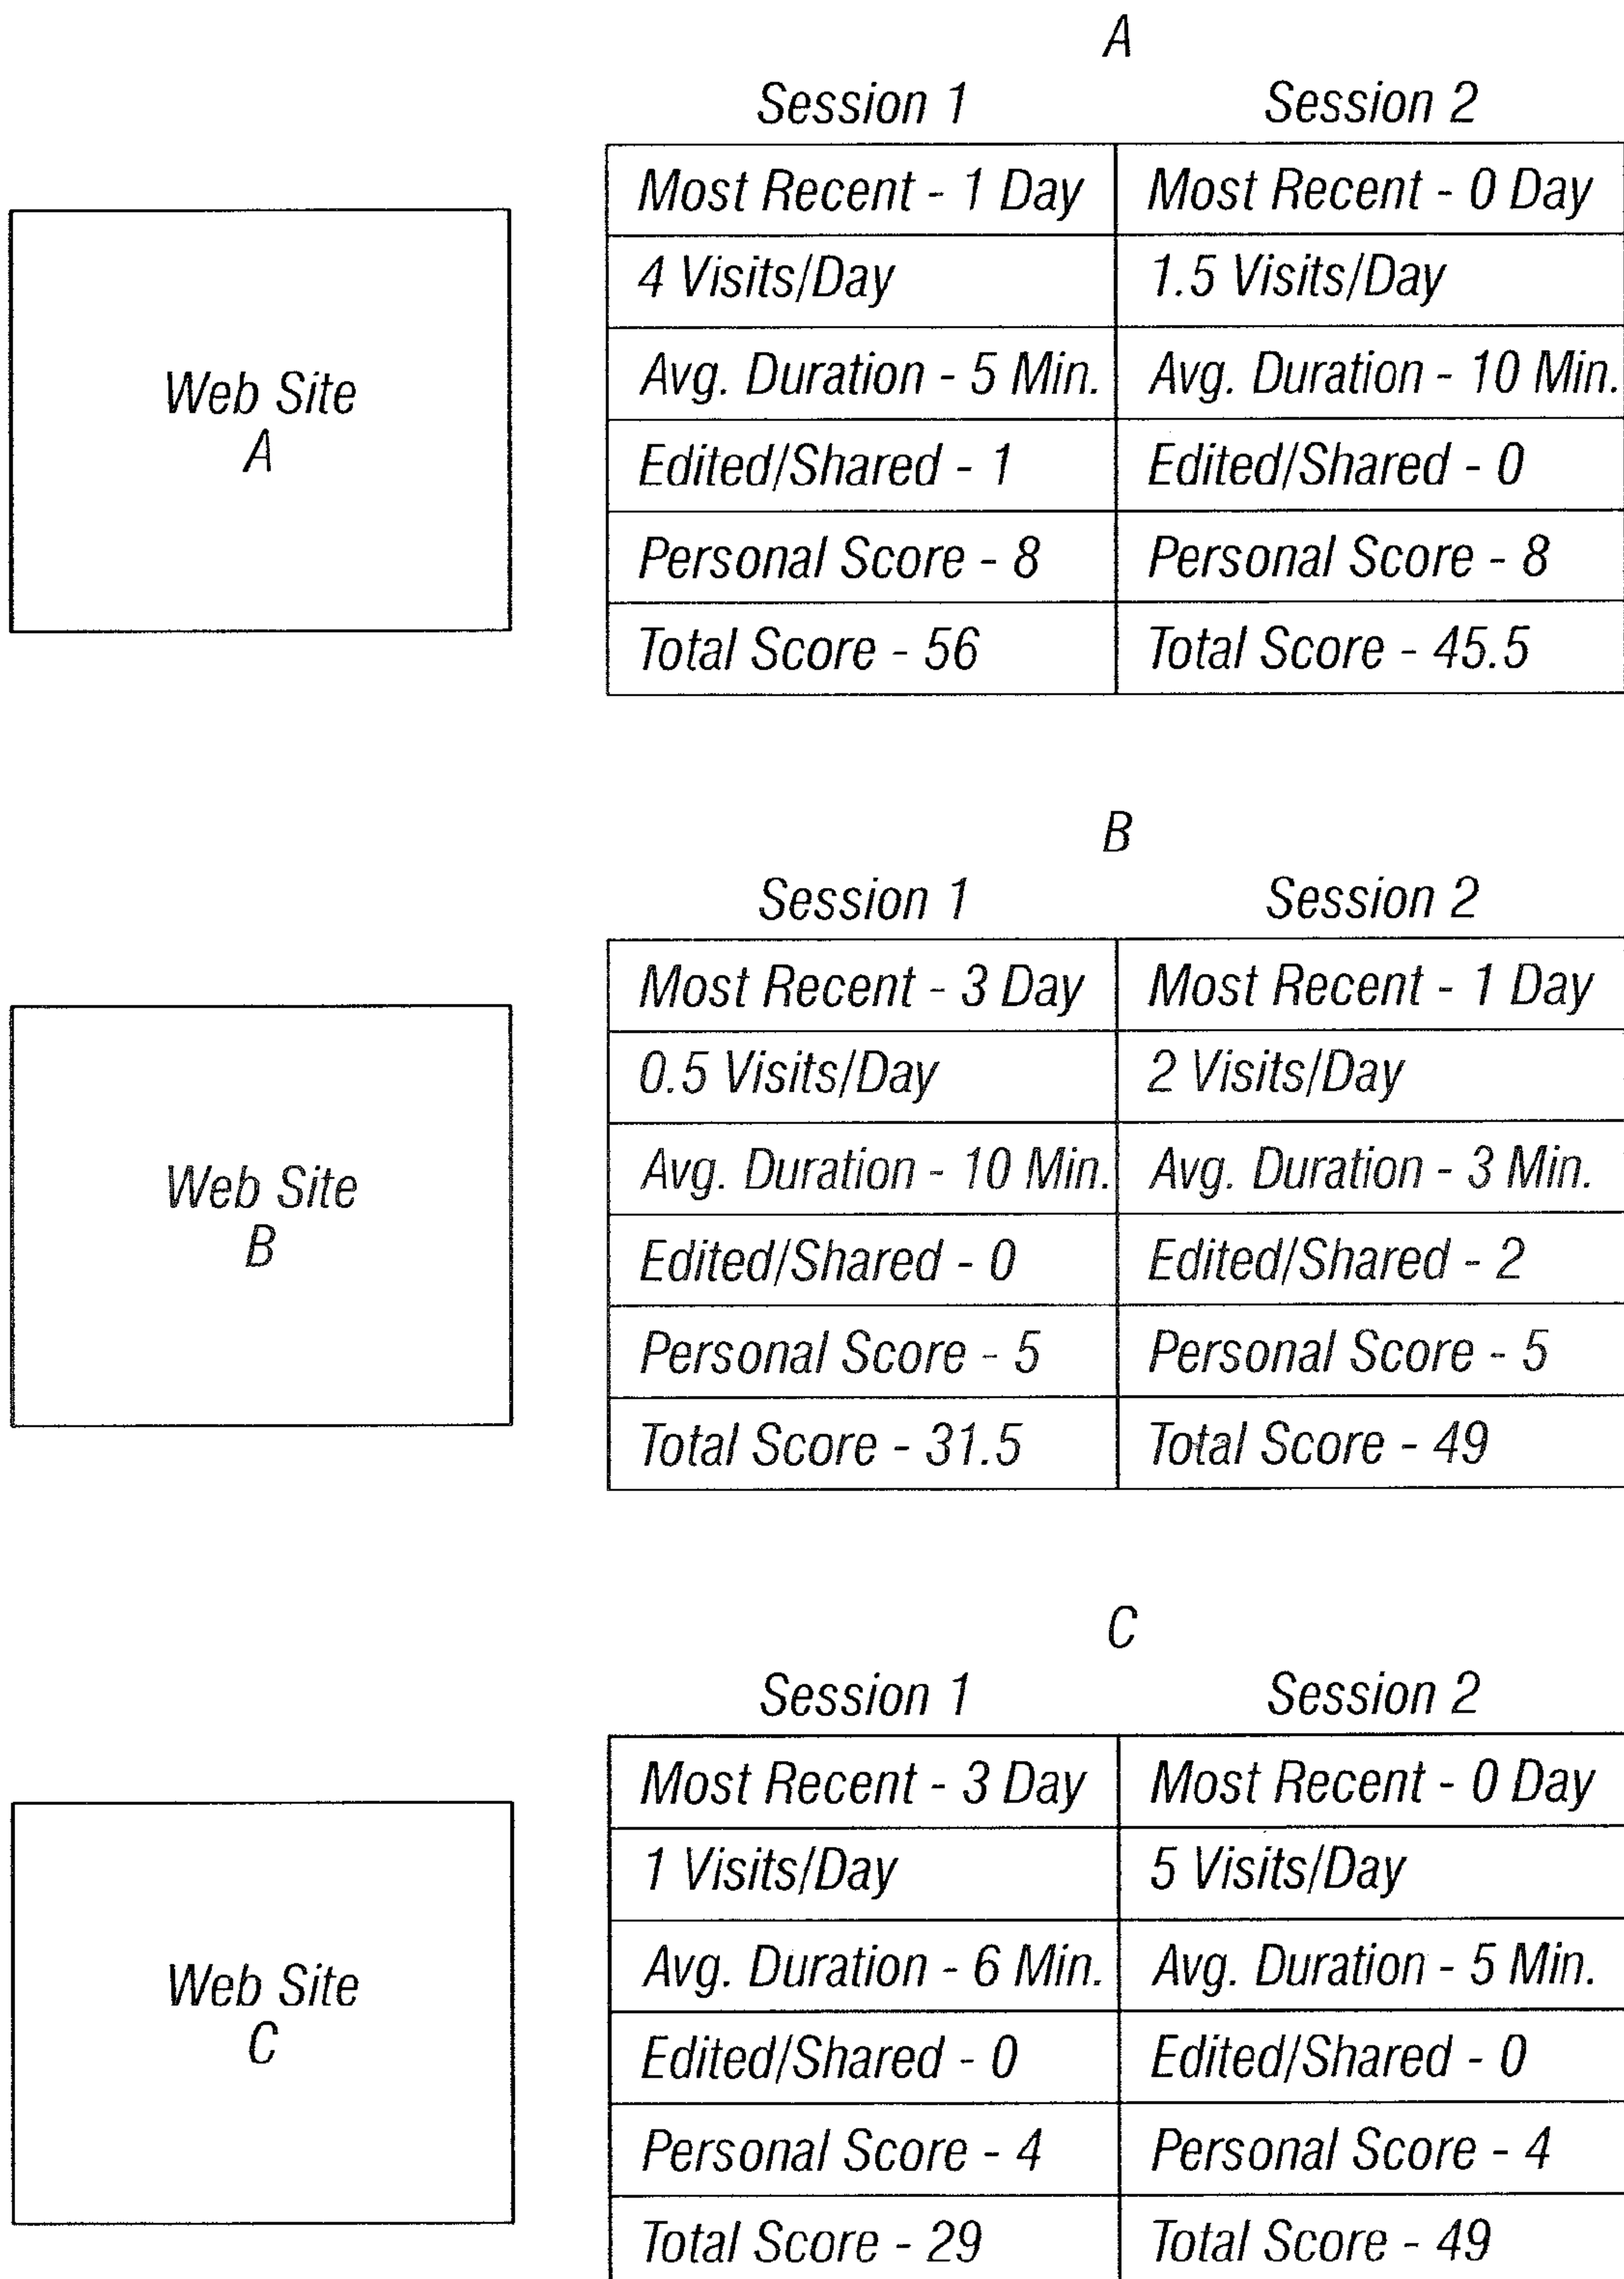 A
Session 1 Session 2
Most Recent - 1 Day Most Recent - 0 Day
4 Visits/Day 1.5 Visits/Day
Web Site
A
Avg. Duration - 5 Min. Avg. Duration - 10 Min.
Edited/Shared - 1 Edited/Shared - 0
Personal Score - 8 Personal Score - 8
Total Score - 56 Total Score - 45.5
B
Session 1 Session 2
Most Recent - 3 Day Most Recent - 1 Day
0.5 Visits/Day 2 Visits/Day
Web Site
B
Avg. Duration - 10 Min. Avg. Duration - 3 Min.
Edited/Shared - 0 Edited/Shared - 2
Personal Score - 5 Personal Score - 5
Total Score - 31.5 Total Score - 49
C
Session 1 Session 2
Most Recent - 3 Day Most Recent - 0 Day
1 Visits/Day 5 Visits/Day
Web Site
C
Avg. Duration - 6 Min. Avg. Duration - 5 Min.
Edited/Shared - 0 Edited/Shared - 0
Personal Score - 4 Personal Score - 4
Total Score - 29 Total Score - 49